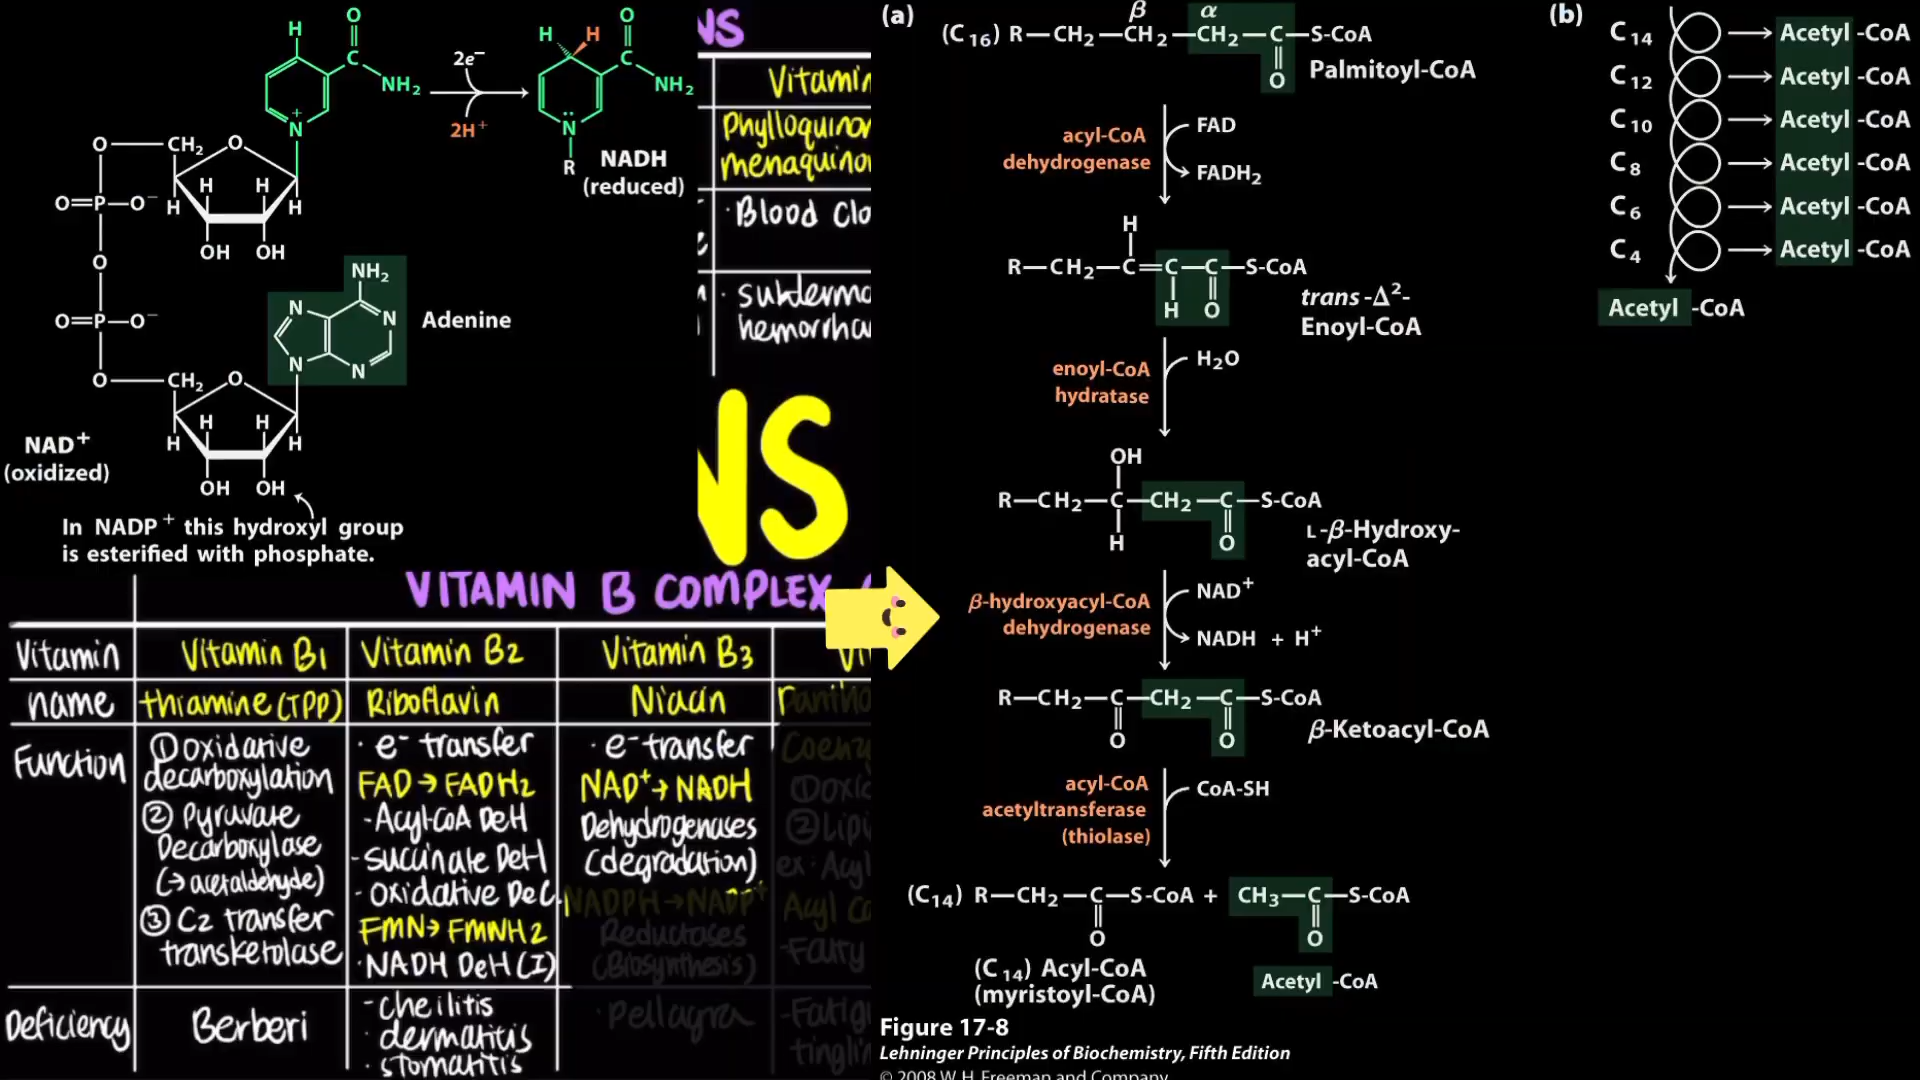 H
O
C
NH₂
N
+
2e⁻
2H⁺
H H
O
C
NH₂
N
R
NADH
(reduced)
O
CH₂
O
H H
O=P—O⁻
H
H
OH OH
O
NH₂
N
N
N
N
Adenine
O=P—O⁻
O
CH₂
O
H H
H
H
OH OH
NAD⁺
(oxidized)
In NADP⁺ this hydroxyl group
is esterified with phosphate.
NS
Phylloquino
menaquino
Blood Clo
hemorrha
NS
VITAMIN B COMPLEX
Vitamin Vitamin B1 Vitamin B2 Vitamin B3
name thiamine (TPP) Riboflavin Niacin
Function
① oxidative
decarboxylation
② Pyruvate
Decarboxylase
(→ acetaldehyde)
③ C2 transfer
transketolase
· e⁻ transfer
FAD → FADH2
- Acyl-CoA DeH
- Succinate DeH
- oxidative DeC.
FMN → FMNH2
· NADH DeH (I)
· e⁻ transfer
NAD⁺ → NADH
Dehydrogenases
(degradation)
NADPH → NADP⁺
Reductases
(Biosynthesis)
Deficiency
Berberi
- cheilitis
· dermatitis
· stomatitis
· Pellagra
(a)
β α
(C₁₆) R—CH₂—CH₂—CH₂—C—S-CoA
O
Palmitoyl-CoA
acyl-CoA
dehydrogenase
FAD
FADH₂
H
R—CH₂—C=C—C—S-CoA
H O
trans-Δ²-
Enoyl-CoA
enoyl-CoA
hydratase
H₂O
OH
R—CH₂—C—CH₂—C—S-CoA
H O
L-β-Hydroxy-
acyl-CoA
β-hydroxyacyl-CoA
dehydrogenase
NAD⁺
NADH + H⁺
R—CH₂—C—CH₂—C—S-CoA
O O
β-Ketoacyl-CoA
acyl-CoA
acetyltransferase
(thiolase)
CoA-SH
(C₁₄) R—CH₂—C—S-CoA + CH₃—C—S-CoA
O O
(C₁₄) Acyl-CoA
(myristoyl-CoA)
Acetyl-CoA
Figure 17-8
Lehninger Principles of Biochemistry, Fifth Edition
© 2008 W. H. Freeman and Company
(b)
C₁₄ Acetyl-CoA
C₁₂ Acetyl-CoA
C₁₀ Acetyl-CoA
C₈ Acetyl-CoA
C₆ Acetyl-CoA
C₄ Acetyl-CoA
Acetyl-CoA